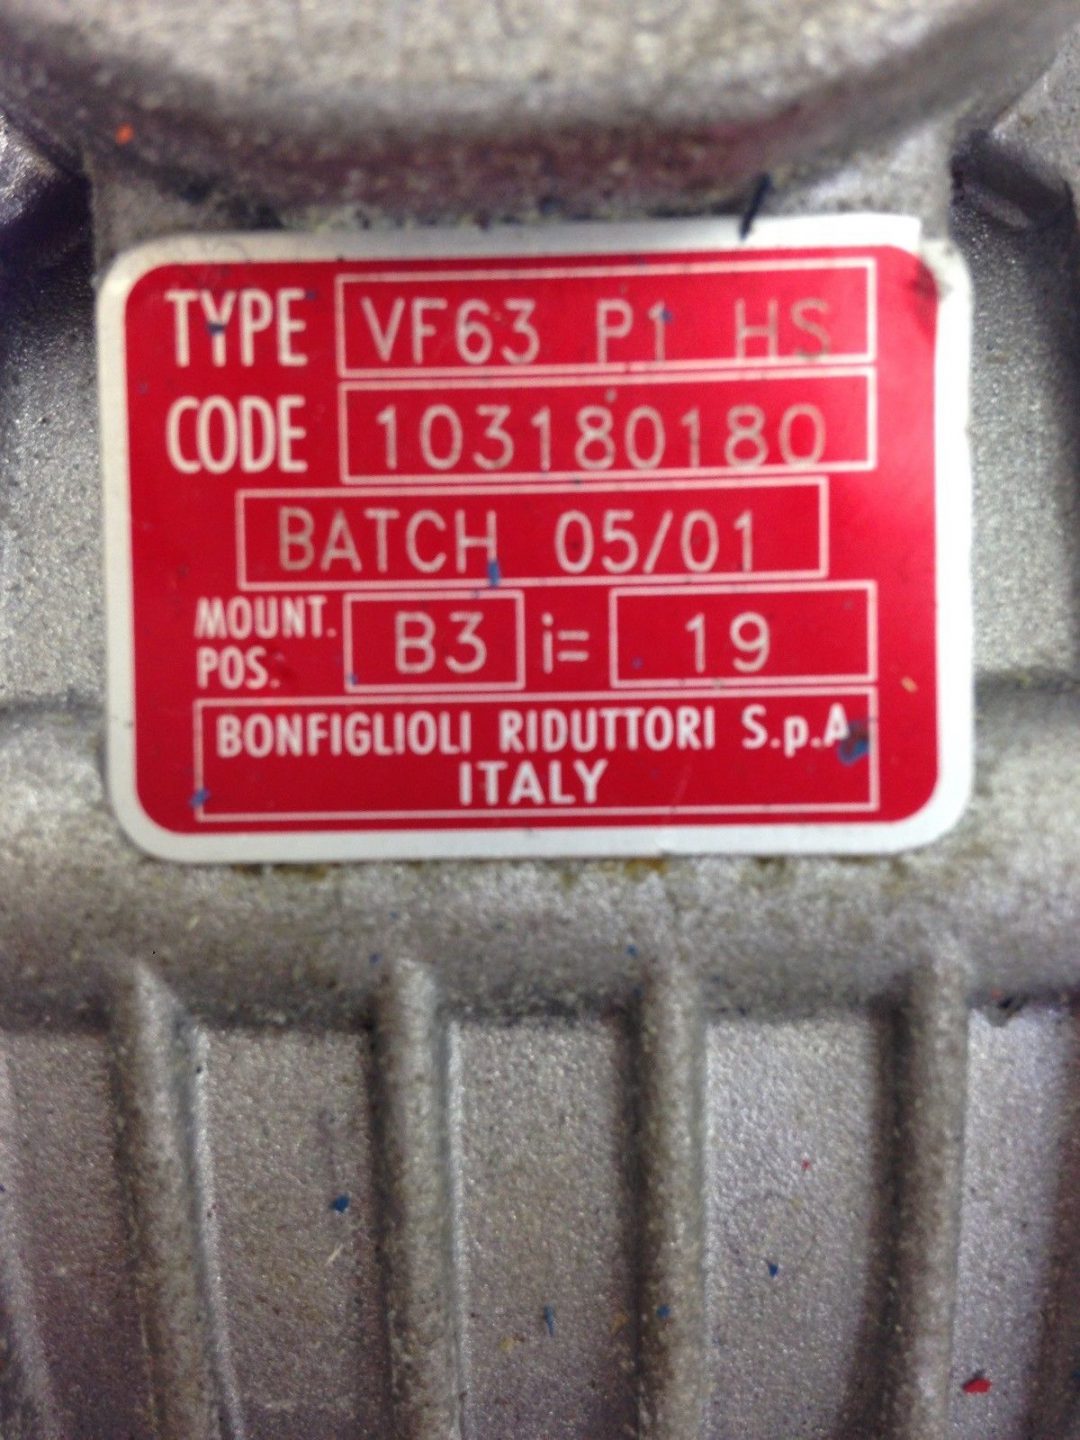 TYPE VF63 P1 HS
CODE 103180180
BATCH 05/01
MOUNT. POS. B3 i= 19
BONFIGLIOLI RIDUTTORI S.p.A
ITALY